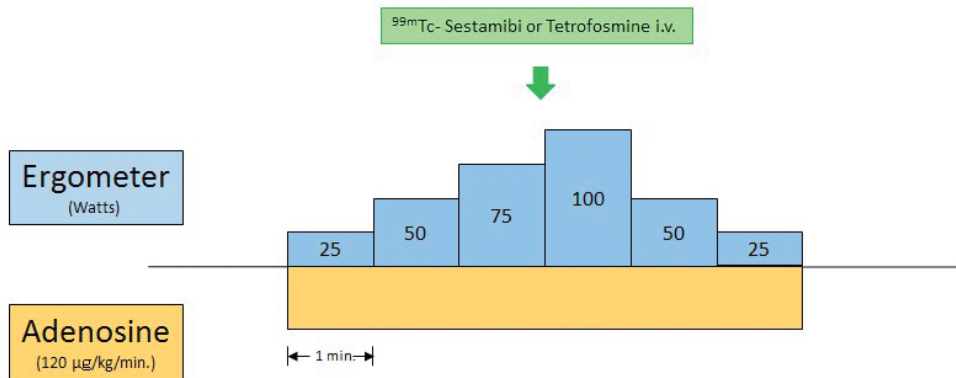 ⁹⁹ᵐTc- Sestamibi or Tetrofosmine i.v.
Ergometer
(Watts)
25
50
75
100
50
25
Adenosine
(120 µg/kg/min.)
1 min.